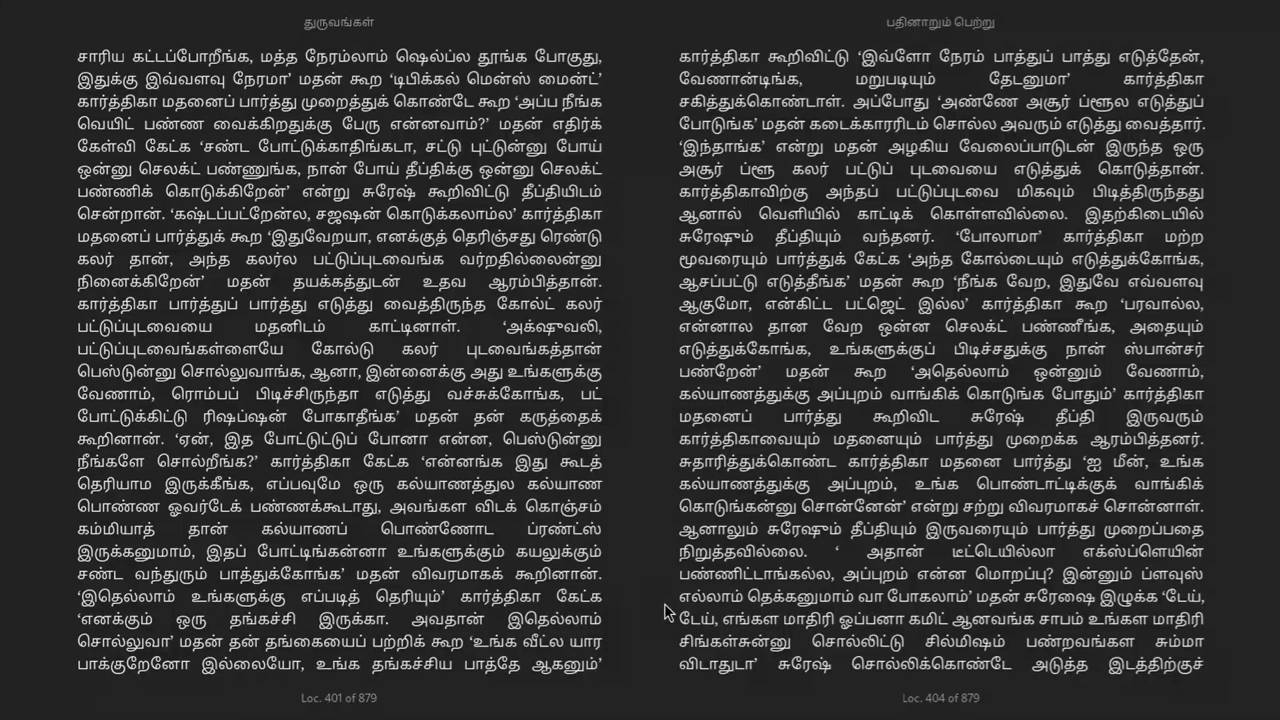 துருவங்கள்
சாரிய கட்டப்போறீங்க, மத்த நேரம்லாம் ஷெல்ப்ல தூங்க போகுது,
இதுக்கு இவ்வளவு நேரமா’ மதன் கூற ‘டிபிக்கல் மென்ஸ் மைன்ட்’
கார்த்திகா மதனைப் பார்த்து முறைத்துக் கொண்டே கூற ‘அப்ப நீங்க
வெயிட் பண்ண வைக்கிறதுக்கு பேரு என்னவாம்?’ மதன் எதிர்க்
கேள்வி கேட்க ‘சண்ட போட்டுக்காதிங்கடா, சட்டு புட்டுன்னு போய்
ஒன்னு செலக்ட் பண்ணுங்க, நான் போய் தீப்திக்கு ஒன்னு செலக்ட்
பண்ணிக் கொடுக்கிறேன்’ என்று சுரேஷ் கூறிவிட்டு தீப்தியிடம்
சென்றான். ‘கஷ்டப்பட்றேன்ல, சஜஷன் கொடுக்கலாம்ல’ கார்த்திகா
மதனைப் பார்த்துக் கூற ‘இதுவேறயா, எனக்குத் தெரிஞ்சது ரெண்டு
கலர் தான், அந்த கலர்ல பட்டுப்புடவைங்க வர்றதில்லைன்னு
நினைக்கிறேன்’ மதன் தயக்கத்துடன் உதவ ஆரம்பித்தான்.
கார்த்திகா பார்த்துப் பார்த்து எடுத்து வைத்திருந்த கோல்ட் கலர்
பட்டுப்புடவையை மதனிடம் காட்டினாள். ‘அக்‌ஷுவலி,
பட்டுப்புடவைங்கள்ளையே கோல்டு கலர் புடவைங்கத்தான்
பெஸ்டுன்னு சொல்லுவாங்க, ஆனா, இன்னைக்கு அது உங்களுக்கு
வேணாம், ரொம்பப் பிடிச்சிருந்தா எடுத்து வச்சுக்கோங்க, பட்
போட்டுக்கிட்டு ரிஷப்ஷன் போகாதீங்க’ மதன் தன் கருத்தைக்
கூறினான். ‘ஏன், இத போட்டுட்டுப் போனா என்ன, பெஸ்டுன்னு
நீங்களே சொல்றீங்க?’ கார்த்திகா கேட்க ‘என்னங்க இது கூடத்
தெரியாம இருக்கீங்க, எப்பவுமே ஒரு கல்யாணத்துல கல்யாண
பொண்ண ஓவர்டேக் பண்ணக்கூடாது, அவங்கள விடக் கொஞ்சம்
கம்மியாத் தான் கல்யாணப் பொண்ணோட ப்ரண்ட்ஸ்
இருக்கனுமாம், இதப் போட்டிங்கன்னா உங்களுக்கும் கயலுக்கும்
சண்ட வந்துரும் பாத்துக்கோங்க’ மதன் விவரமாகக் கூறினான்.
‘இதெல்லாம் உங்களுக்கு எப்படித் தெரியும்’ கார்த்திகா கேட்க
‘எனக்கும் ஒரு தங்கச்சி இருக்கா. அவதான் இதெல்லாம்
சொல்லுவா’ மதன் தன் தங்கையைப் பற்றிக் கூற ‘உங்க வீட்ல யார
பாக்குறேனோ இல்லையோ, உங்க தங்கச்சிய பாத்தே ஆகனும்’
Loc. 401 of 879
பதினாறும் பெற்று
கார்த்திகா கூறிவிட்டு ‘இவ்ளோ நேரம் பாத்துப் பாத்து எடுத்தேன்,
வேணான்டிங்க, மறுபடியும் தேடனுமா’ கார்த்திகா
சகித்துக்கொண்டாள். அப்போது ‘அண்ணே அசூர் ப்ளூல எடுத்துப்
போடுங்க’ மதன் கடைக்காரரிடம் சொல்ல அவரும் எடுத்து வைத்தார்.
‘இந்தாங்க’ என்று மதன் அழகிய வேலைப்பாடுடன் இருந்த ஒரு
அசூர் ப்ளூ கலர் பட்டுப் புடவையை எடுத்துக் கொடுத்தான்.
கார்த்திகாவிற்கு அந்தப் பட்டுப்புடவை மிகவும் பிடித்திருந்தது
ஆனால் வெளியில் காட்டிக் கொள்ளவில்லை. இதற்கிடையில்
சுரேஷும் தீப்தியும் வந்தனர். ‘போலாமா’ கார்த்திகா மற்ற
மூவரையும் பார்த்துக் கேட்க ‘அந்த கோல்டையும் எடுத்துக்கோங்க,
ஆசப்பட்டு எடுத்தீங்க’ மதன் கூற ‘நீங்க வேற, இதுவே எவ்வளவு
ஆகுமோ, என்கிட்ட பட்ஜெட் இல்ல’ கார்த்திகா கூற ‘பரவால்ல,
என்னால தான வேற ஒன்ன செலக்ட் பண்ணீங்க, அதையும்
எடுத்துக்கோங்க, உங்களுக்குப் பிடிச்சதுக்கு நான் ஸ்பான்சர்
பண்றேன்’ மதன் கூற ‘அதெல்லாம் ஒன்னும் வேணாம்,
கல்யாணத்துக்கு அப்புறம் வாங்கிக் கொடுங்க போதும்’ கார்த்திகா
மதனைப் பார்த்து கூறிவிட சுரேஷ் தீப்தி இருவரும்
கார்த்திகாவையும் மதனையும் பார்த்து முறைக்க ஆரம்பித்தனர்.
சுதாரித்துக்கொண்ட கார்த்திகா மதனை பார்த்து ‘ஐ மீன், உங்க
கல்யாணத்துக்கு அப்புறம், உங்க பொண்டாட்டிக்குக் வாங்கிக்
கொடுங்கன்னு சொன்னேன்’ என்று சற்று விவரமாகச் சொன்னாள்.
ஆனாலும் சுரேஷும் தீப்தியும் இருவரையும் பார்த்து முறைப்பதை
நிறுத்தவில்லை. ‘ அதான் டீட்டெயில்லா எக்ஸ்ப்ளெயின்
பண்ணிட்டாங்கல்ல, அப்புறம் என்ன மொறப்பு? இன்னும் ப்ளவுஸ்
எல்லாம் தெக்கனுமாம் வா போகலாம்’ மதன் சுரேஷை இழுக்க ‘டேய்,
டேய், எங்கள மாதிரி ஓப்பனா கமிட் ஆனவங்க சாபம் உங்கள மாதிரி
சிங்கள்சுன்னு சொல்லிட்டு சில்மிஷம் பண்றவங்கள சும்மா
விடாதுடா’ சுரேஷ் சொல்லிக்கொண்டே அடுத்த இடத்திற்குச்
Loc. 404 of 879